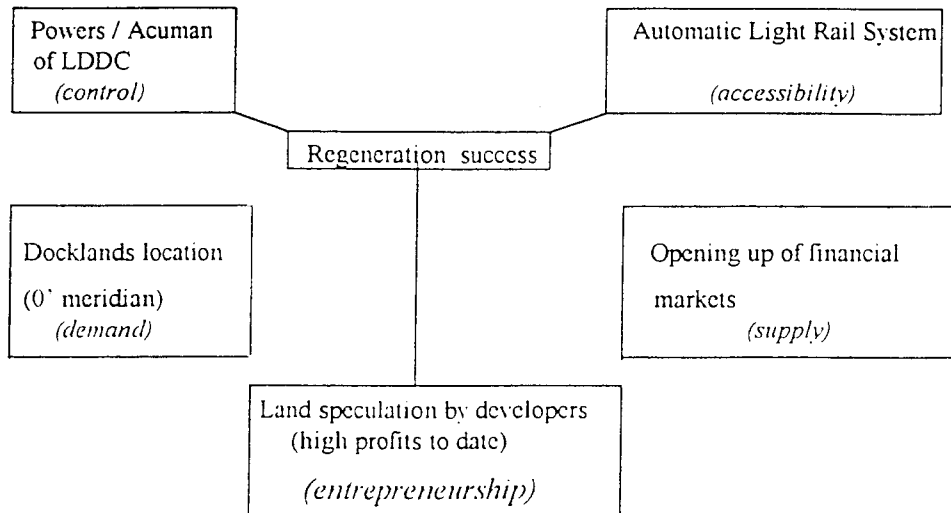 Powers / Acuman
of LDDC
(control)
Automatic Light Rail System
(accessibility)
Regeneration success
Docklands location
(0° meridian)
(demand)
Opening up of financial
markets
(supply)
Land speculation by developers
(high profits to date)
(entrepreneurship)